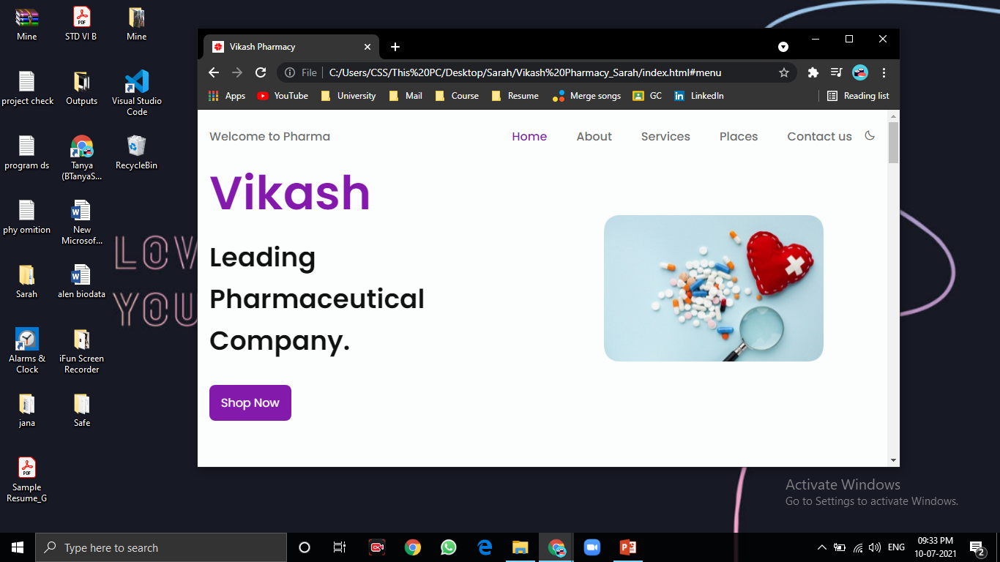 Mine
STD VI B
Mine
project check
Outputs
Visual Studio
Code
program ds
Tanya
(BTanyaS...
RecycleBin
phy omition
New
Microsof...
Sarah
alen biodata
Alarms &
Clock
iFun Screen
Recorder
jana
Safe
Sample
Resume_G
LOV
YOU
Vikash Pharmacy
File
C:/Users/CSS/This%20PC/Desktop/Sarah/Vikash%20Pharmacy_Sarah/index.html#menu
Apps YouTube University Mail Course Resume Merge songs GC LinkedIn Reading list
Welcome to Pharma
Home About Services Places Contact us
Vikash
Leading
Pharmaceutical
Company.
Shop Now
Activate Windows
Go to Settings to activate Windows.
Type here to search
ENG
09:33 PM
10-07-2021
2